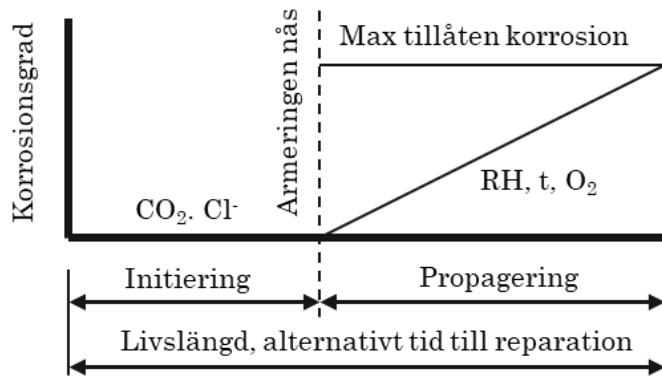 Korrosionsgrad
Armeringen nås
Max tillåten korrosion
RH, t, O₂
CO₂. Cl⁻
Initiering
Propagering
Livslängd, alternativt tid till reparation